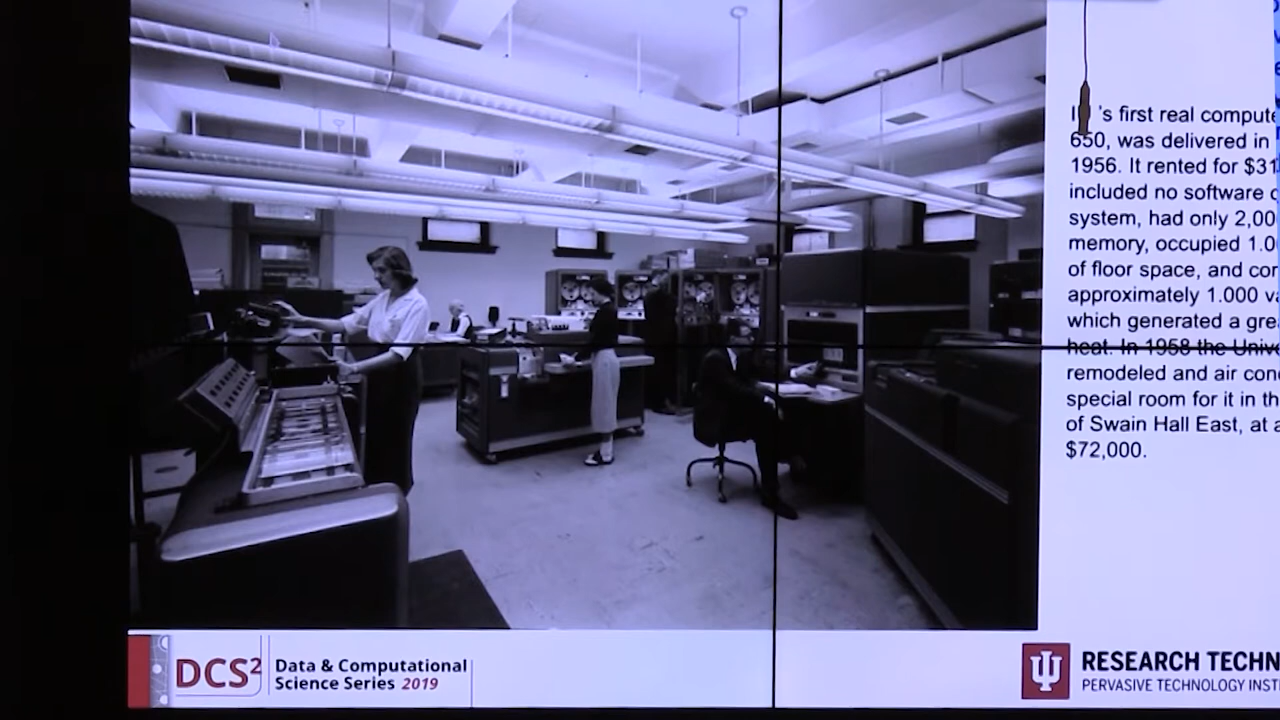 's first real compute
650, was delivered in
1956. It rented for $31
included no software
system, had only 2,00
memory, occupied 1.0
of floor space, and con
approximately 1.000 va
which generated a grea
heat. In 1958 the Unive
remodeled and air cond
special room for it in th
of Swain Hall East, at a
$72,000.
DCS²
Data & Computational
Science Series 2019
RESEARCH TECHN
PERVASIVE TECHNOLOGY INSTI